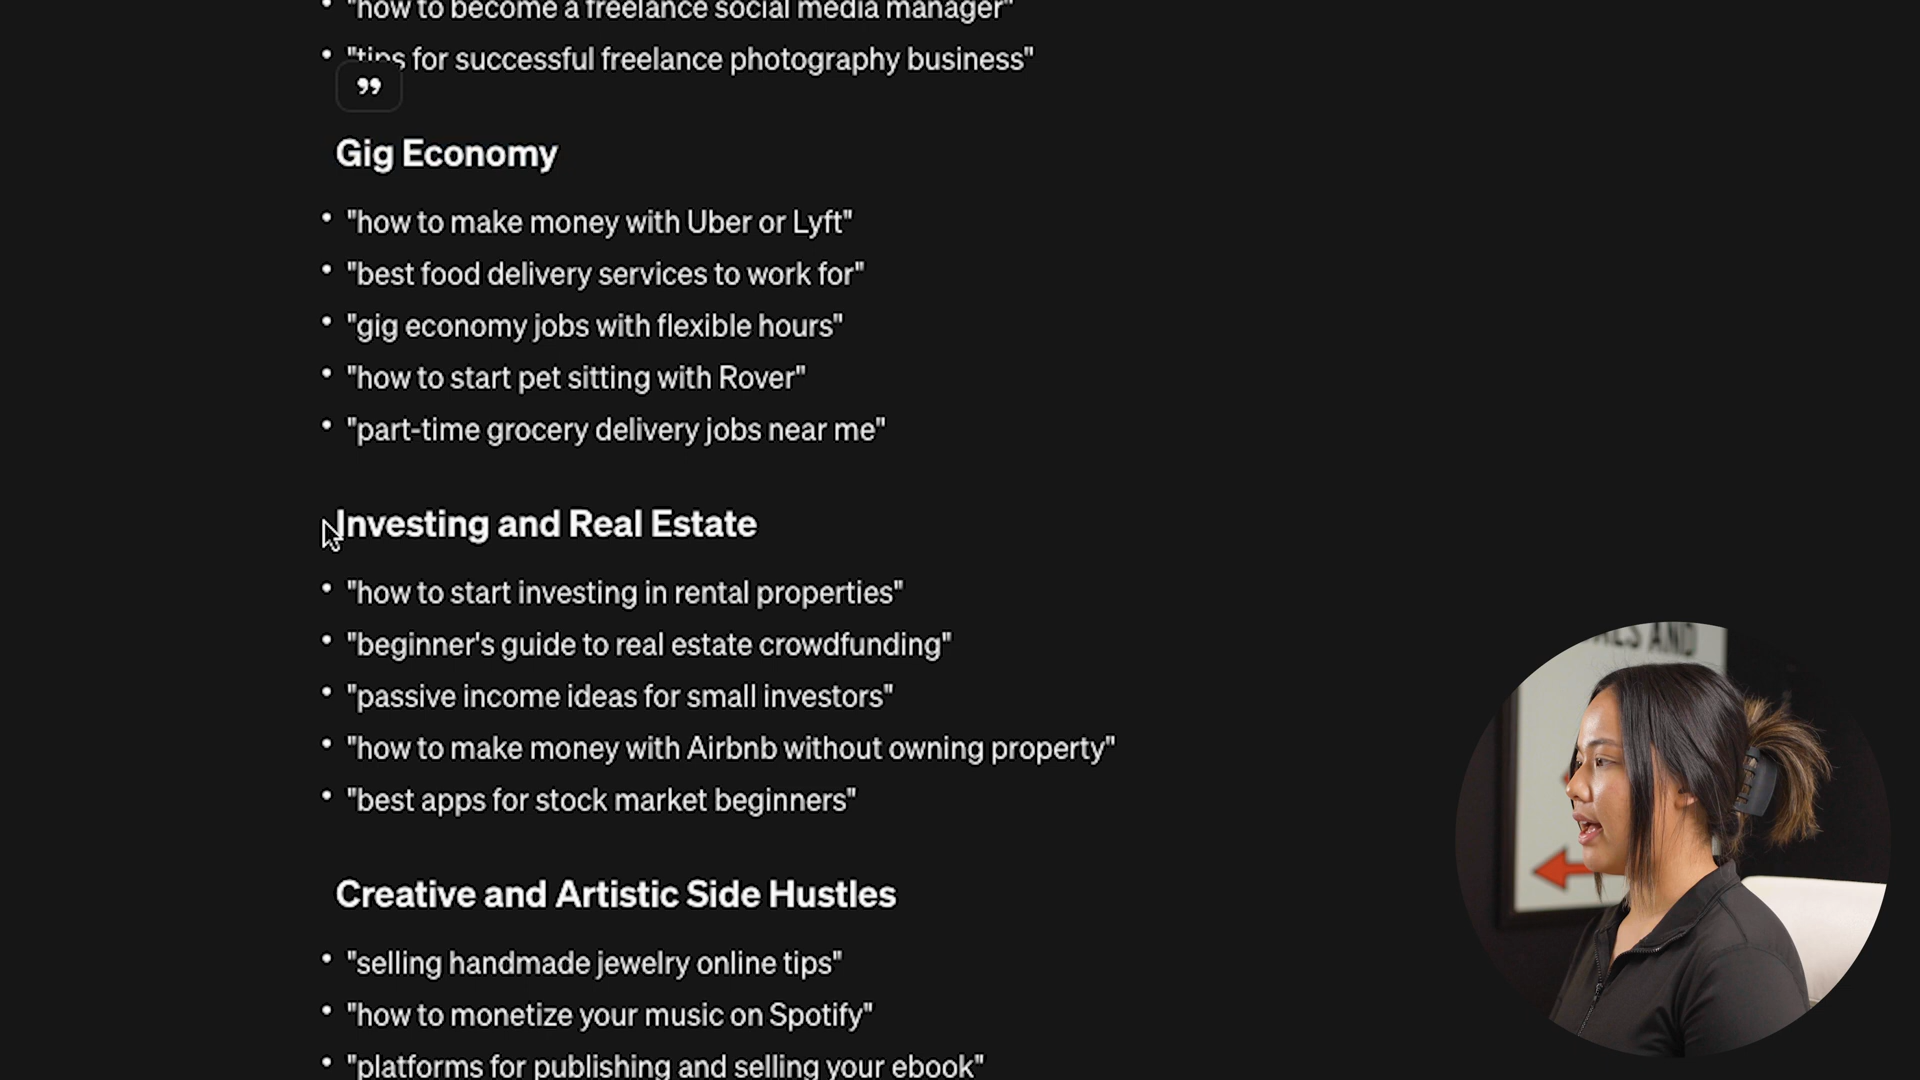 • "how to become a freelance social media manager"
• "tips for successful freelance photography business"
"
Gig Economy
• "how to make money with Uber or Lyft"
• "best food delivery services to work for"
• "gig economy jobs with flexible hours"
• "how to start pet sitting with Rover"
• "part-time grocery delivery jobs near me"
Investing and Real Estate
• "how to start investing in rental properties"
• "beginner's guide to real estate crowdfunding"
• "passive income ideas for small investors"
• "how to make money with Airbnb without owning property"
• "best apps for stock market beginners"
Creative and Artistic Side Hustles
• "selling handmade jewelry online tips"
• "how to monetize your music on Spotify"
• "platforms for publishing and selling your ebook"
AND